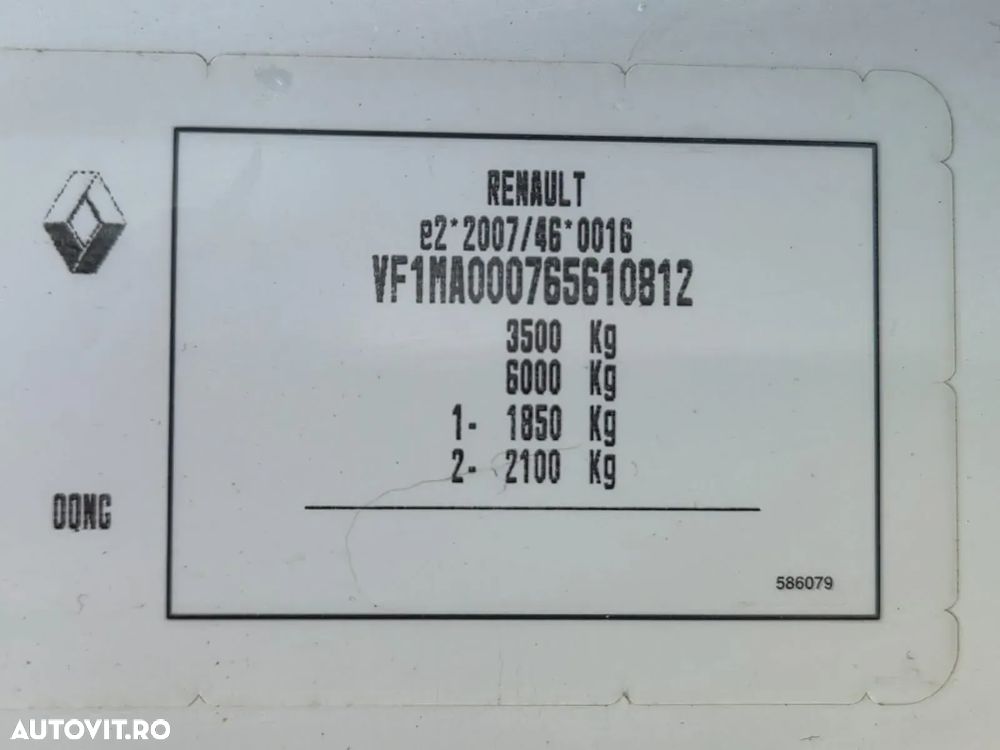 RENAULT
e2*2007/46*0016
VF1MA000765610812
3500 Kg
6000 Kg
1- 1850 Kg
2- 2100 Kg
0QNG
586079
AUTOVIT.RO